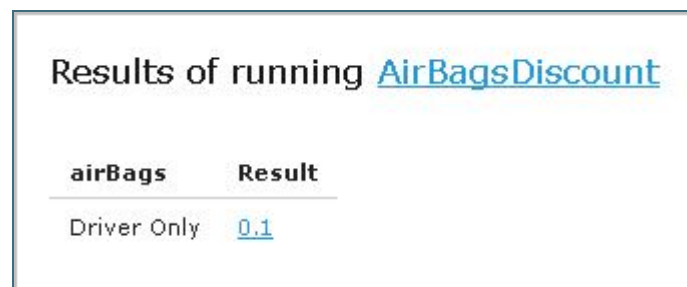 Results of running AirBagsDiscount
airBags Result
Driver Only 0.1